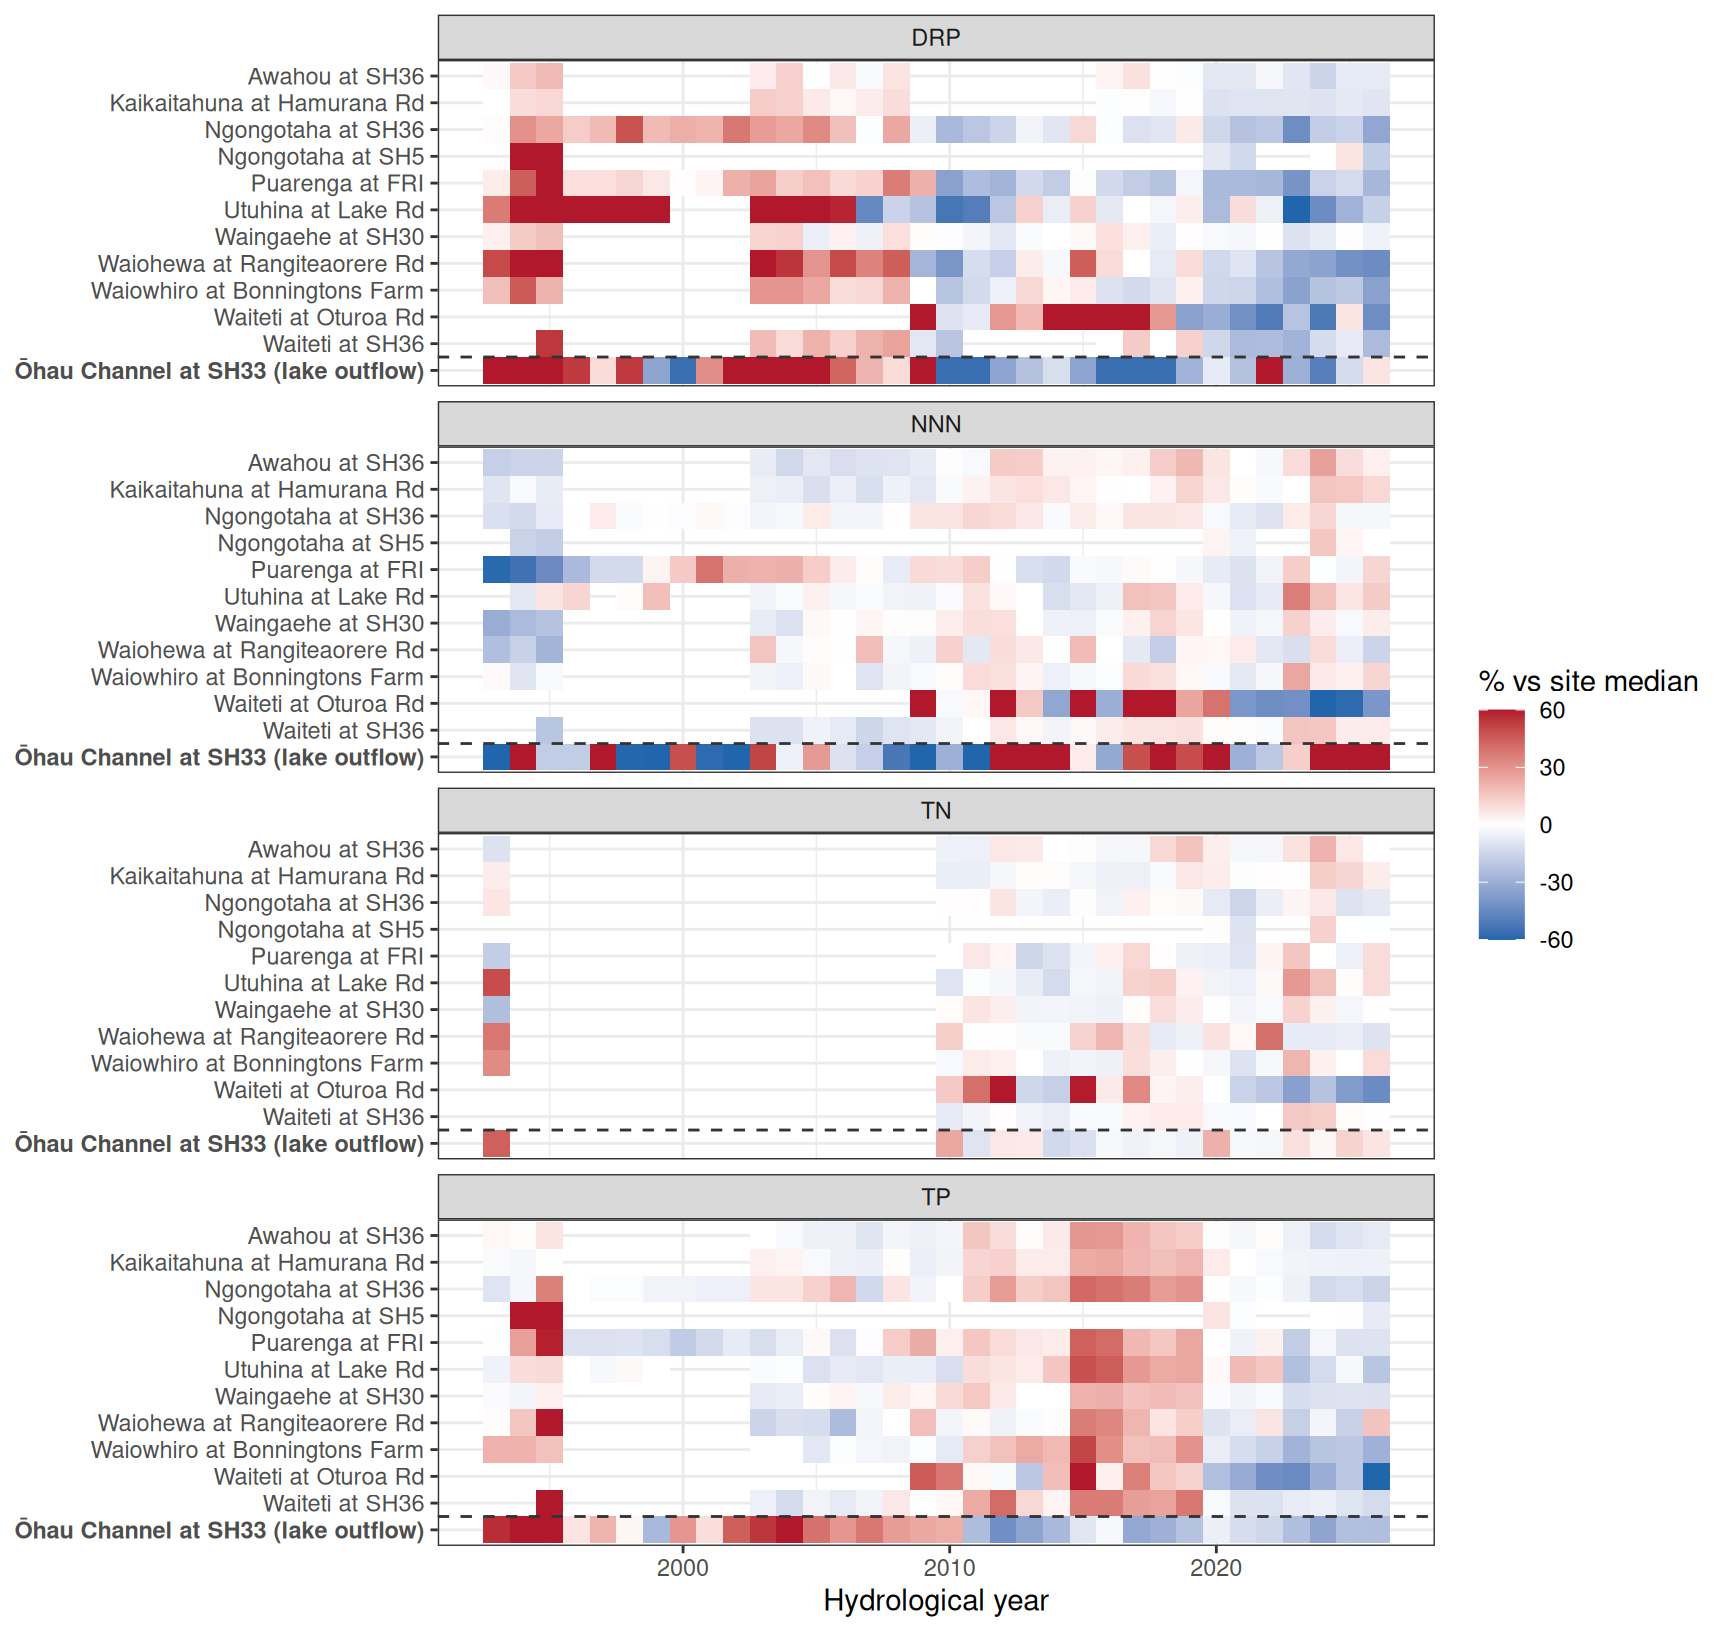 DRP
Awahou at SH36
Kaikaitahuna at Hamurana Rd
Ngongotaha at SH36
Ngongotaha at SH5
Puarenga at FRI
Utuhina at Lake Rd
Waingaehe at SH30
Waiohewa at Rangiteaorere Rd
Waiowhiro at Bonningtons Farm
Waiteti at Oturoa Rd
Waiteti at SH36
Ōhau Channel at SH33 (lake outflow)
NNN
Awahou at SH36
Kaikaitahuna at Hamurana Rd
Ngongotaha at SH36
Ngongotaha at SH5
Puarenga at FRI
Utuhina at Lake Rd
Waingaehe at SH30
Waiohewa at Rangiteaorere Rd
Waiowhiro at Bonningtons Farm
Waiteti at Oturoa Rd
Waiteti at SH36
Ōhau Channel at SH33 (lake outflow)
TN
Awahou at SH36
Kaikaitahuna at Hamurana Rd
Ngongotaha at SH36
Ngongotaha at SH5
Puarenga at FRI
Utuhina at Lake Rd
Waingaehe at SH30
Waiohewa at Rangiteaorere Rd
Waiowhiro at Bonningtons Farm
Waiteti at Oturoa Rd
Waiteti at SH36
Ōhau Channel at SH33 (lake outflow)
TP
Awahou at SH36
Kaikaitahuna at Hamurana Rd
Ngongotaha at SH36
Ngongotaha at SH5
Puarenga at FRI
Utuhina at Lake Rd
Waingaehe at SH30
Waiohewa at Rangiteaorere Rd
Waiowhiro at Bonningtons Farm
Waiteti at Oturoa Rd
Waiteti at SH36
Ōhau Channel at SH33 (lake outflow)
2000 2010 2020
Hydrological year
% vs site median
60
30
0
-30
-60